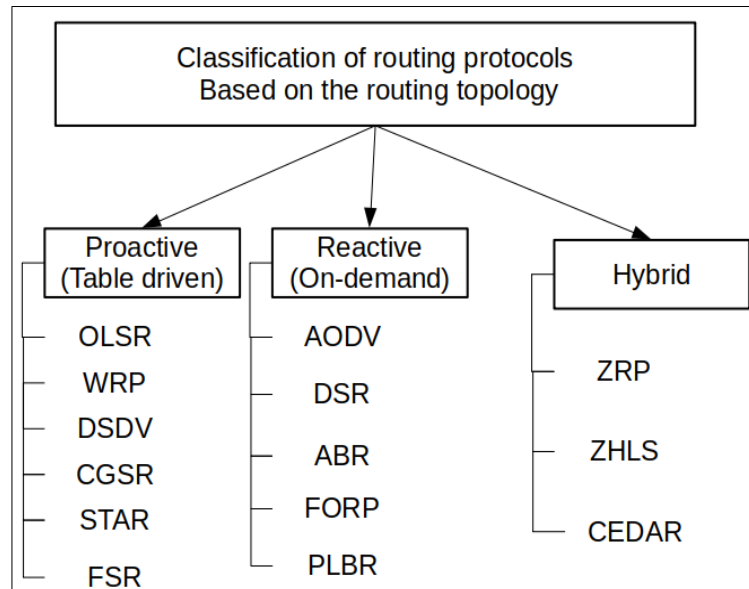 Classification of routing protocols
Based on the routing topology
Proactive
(Table driven)
OLSR
WRP
DSDV
CGSR
STAR
FSR
Reactive
(On-demand)
AODV
DSR
ABR
FORP
PLBR
Hybrid
ZRP
ZHLS
CEDAR